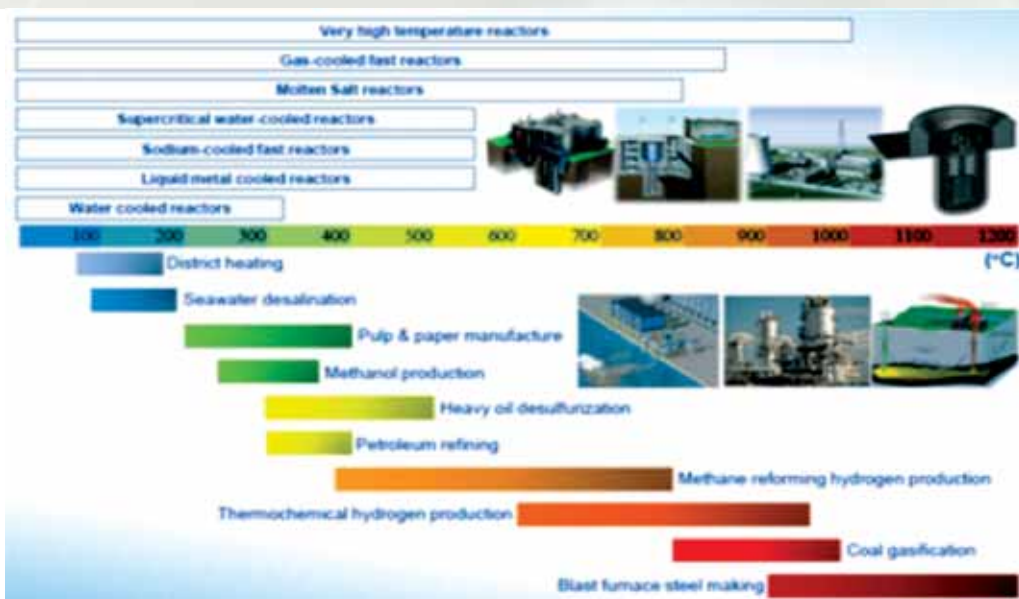 Very high temperature reactors
Gas-cooled fast reactors
Molten Salt reactors
Supercritical water-cooled reactors
Sodium-cooled fast reactors
Liquid metal cooled reactors
Water cooled reactors
100 200 300 400 500 600 700 800 900 1000 1100 1200
(°C)
District heating
Seawater desalination
Pulp & paper manufacture
Methanol production
Heavy oil desulfurization
Petroleum refining
Methane reforming hydrogen production
Thermochemical hydrogen production
Coal gasification
Blast furnace steel making